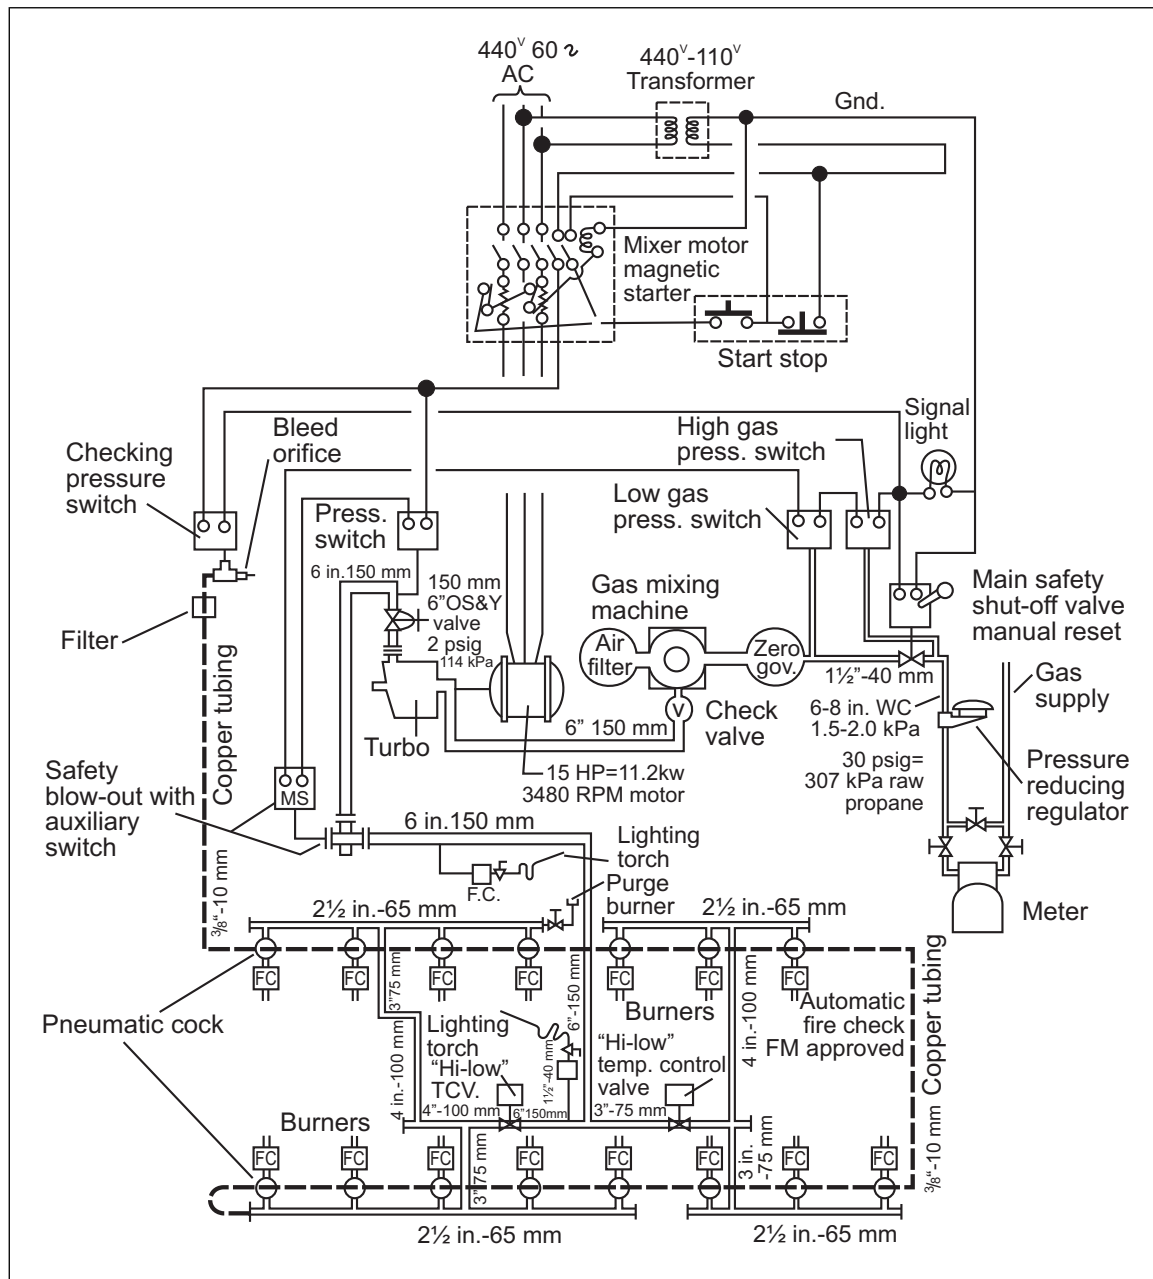 440V 60 ~
AC
440V-110V
Transformer
Gnd.
Mixer motor
magnetic
starter
Start stop
Signal
light
Checking
pressure
switch
Bleed
orifice
High gas
press. switch
Low gas
press. switch
Press.
switch
6 in.150 mm
150 mm
6"OS&Y
valve
2 psig
114 kPa
Gas mixing
machine
Main safety
shut-off valve
manual reset
Filter
Air
filter
Zero
gov.
1½"-40 mm
Gas
supply
6-8 in. WC
1.5-2.0 kPa
V
Check
valve
6" 150 mm
Turbo
Copper tubing
30 psig=
307 kPa raw
propane
Pressure
reducing
regulator
15 HP=11.2kw
3480 RPM motor
Safety
blow-out with
auxiliary
switch
MS
6 in.150 mm
Lighting
torch
F.C.
Purge
burner
3/8"-10 mm
2½ in.-65 mm
2½ in.-65 mm
Meter
FC FC FC FC FC FC FC
3"75 mm
6"-150 mm
Burners
4 in.-100 mm
Automatic
fire check
FM approved
Copper tubing
Pneumatic cock
Lighting
torch
"Hi-low"
TCV.
1½"-40 mm
"Hi-low"
temp. control
valve
4 in.-100 mm
4"-100 mm
6"150mm
3"-75 mm
Burners
FC FC FC FC FC FC FC FC
3"75 mm
3 in.
-75 mm
3/8"-10 mm
2½ in.-65 mm
2½ in.-65 mm